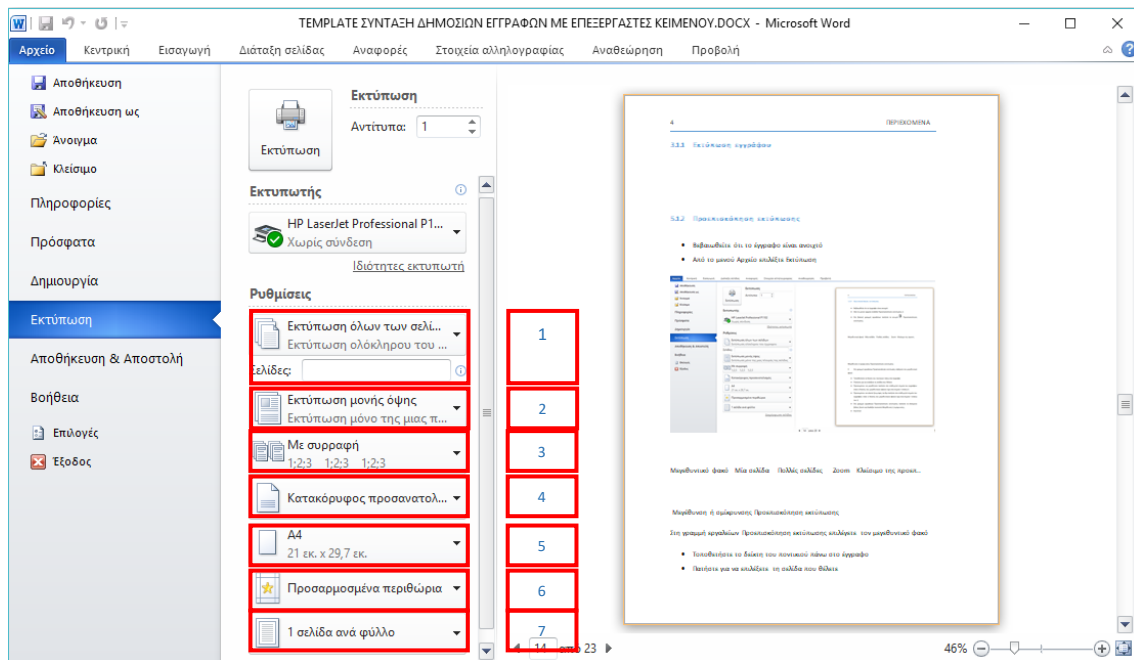 TEMPLATE ΣΥΝΤΑΞΗ ΔΗΜΟΣΙΩΝ ΕΓΓΡΑΦΩΝ ΜΕ ΕΠΕΞΕΡΓΑΣΤΕΣ ΚΕΙΜΕΝΟΥ.DOCX - Microsoft Word
Αρχείο Κεντρική Εισαγωγή Διάταξη σελίδας Αναφορές Στοιχεία αλληλογραφίας Αναθεώρηση Προβολή
Αποθήκευση
Αποθήκευση ως
Άνοιγμα
Κλείσιμο
Πληροφορίες
Πρόσφατα
Δημιουργία
Εκτύπωση
Αποθήκευση & Αποστολή
Βοήθεια
Επιλογές
Έξοδος
Εκτύπωση
Εκτύπωση
Αντίτυπα: 1
Εκτυπωτής
HP LaserJet Professional P1...
Χωρίς σύνδεση
Ιδιότητες εκτυπωτή
Ρυθμίσεις
Εκτύπωση όλων των σελί...
Εκτύπωση ολόκληρου του ...
Σελίδες:
1
Εκτύπωση μονής όψης
Εκτύπωση μόνο της μιας π...
2
Με συρραφή
1;2;3 1;2;3 1;2;3
3
Κατακόρυφος προσανατολ...
4
A4
21 εκ. x 29,7 εκ.
5
Προσαρμοσμένα περιθώρια
6
1 σελίδα ανά φύλλο
7
4 ΠΕΡΙΕΧΟΜΕΝΑ
Εκτύπωση εγγράφων
Προεπισκόπηση εκτύπωσης
Βεβαιωθείτε ότι το έγγραφο είναι ανοιχτό
Από το μενού Αρχείο επιλέξτε Εκτύπωση
Μεγεθυντικό φακό Μία σελίδα Πολλές σελίδες Zoom Κλείσιμο της προεπ...
Μεγέθυνση ή σμίκρυνσης Προεπισκόπηση εκτύπωσης
Στη γραμμή εργαλείων Προεπισκόπηση εκτύπωσης επιλέγετε τον μεγεθυντικό φακό
Τοποθετήστε το δείκτη του ποντικιού πάνω στο έγγραφο
Πατήστε για να επιλέξετε τη σελίδα που θέλετε
14 από 23
46%